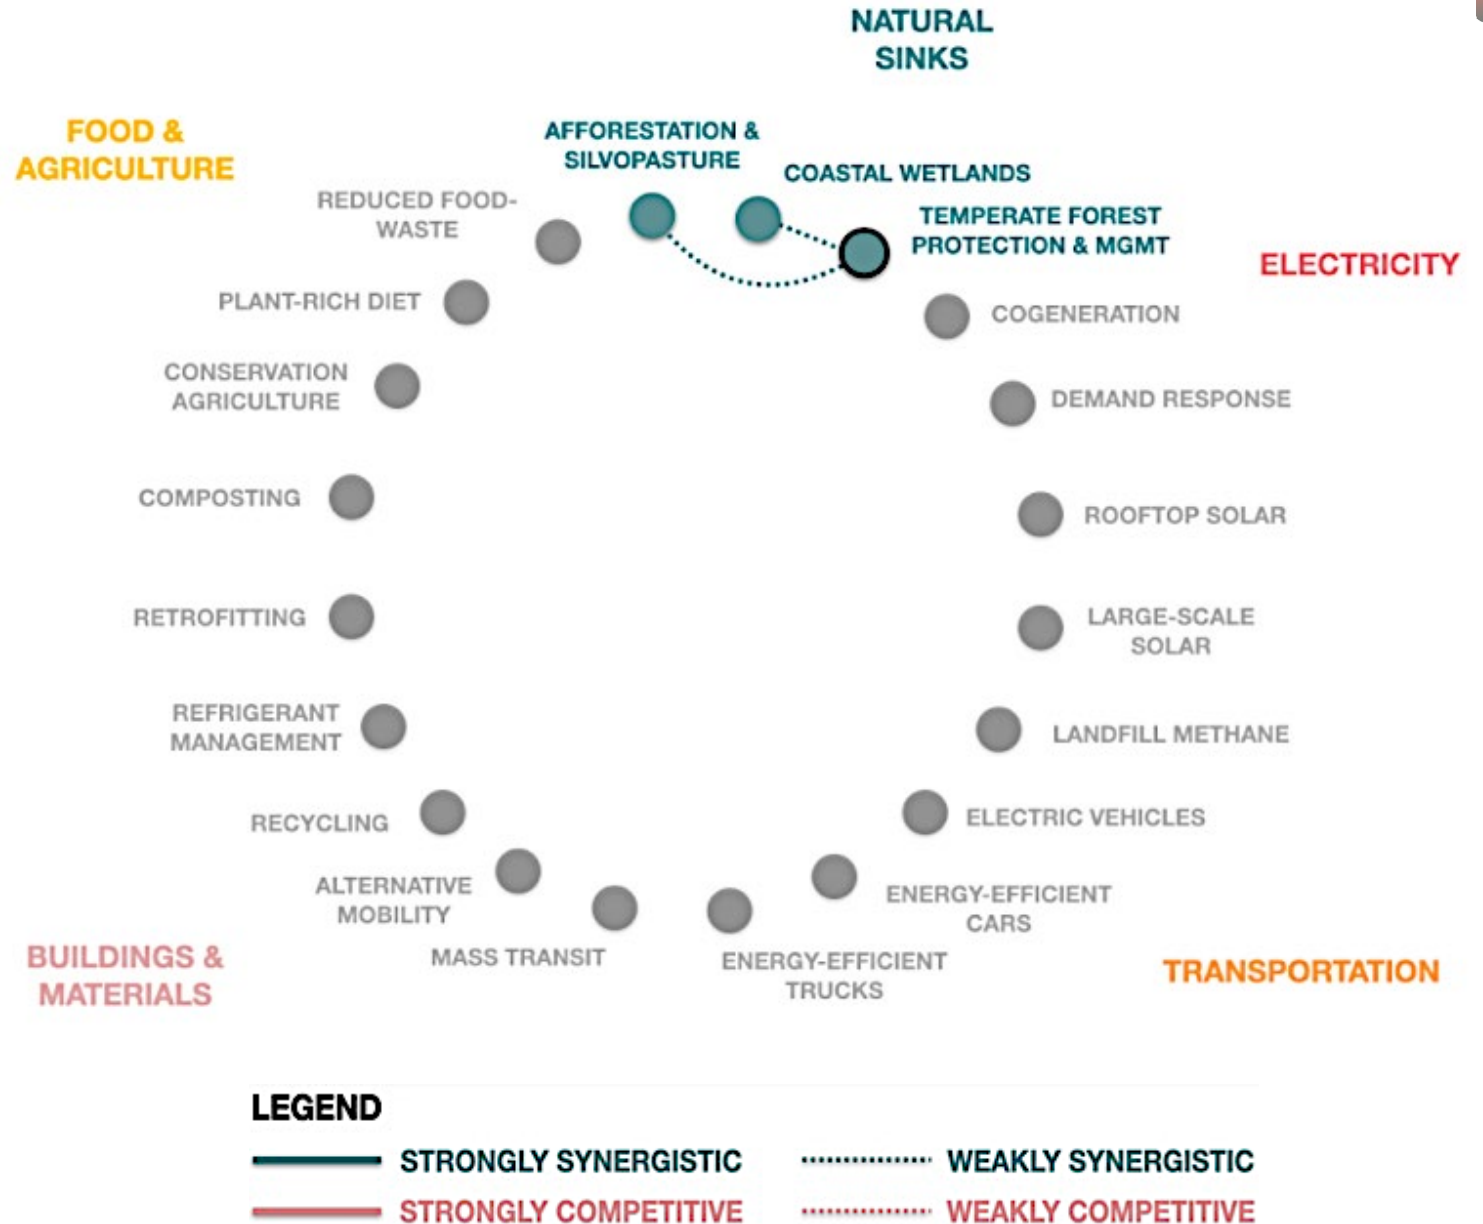 NATURAL
SINKS
FOOD &
AGRICULTURE
AFFORESTATION &
SILVOPASTURE
COASTAL WETLANDS
REDUCED FOOD-
WASTE
TEMPERATE FOREST
PROTECTION & MGMT
ELECTRICITY
PLANT-RICH DIET
COGENERATION
CONSERVATION
AGRICULTURE
DEMAND RESPONSE
COMPOSTING
ROOFTOP SOLAR
RETROFITTING
LARGE-SCALE
SOLAR
REFRIGERANT
MANAGEMENT
LANDFILL METHANE
RECYCLING
ELECTRIC VEHICLES
ALTERNATIVE
MOBILITY
ENERGY-EFFICIENT
CARS
MASS TRANSIT
ENERGY-EFFICIENT
TRUCKS
BUILDINGS &
MATERIALS
TRANSPORTATION
LEGEND
STRONGLY SYNERGISTIC
WEAKLY SYNERGISTIC
STRONGLY COMPETITIVE
WEAKLY COMPETITIVE